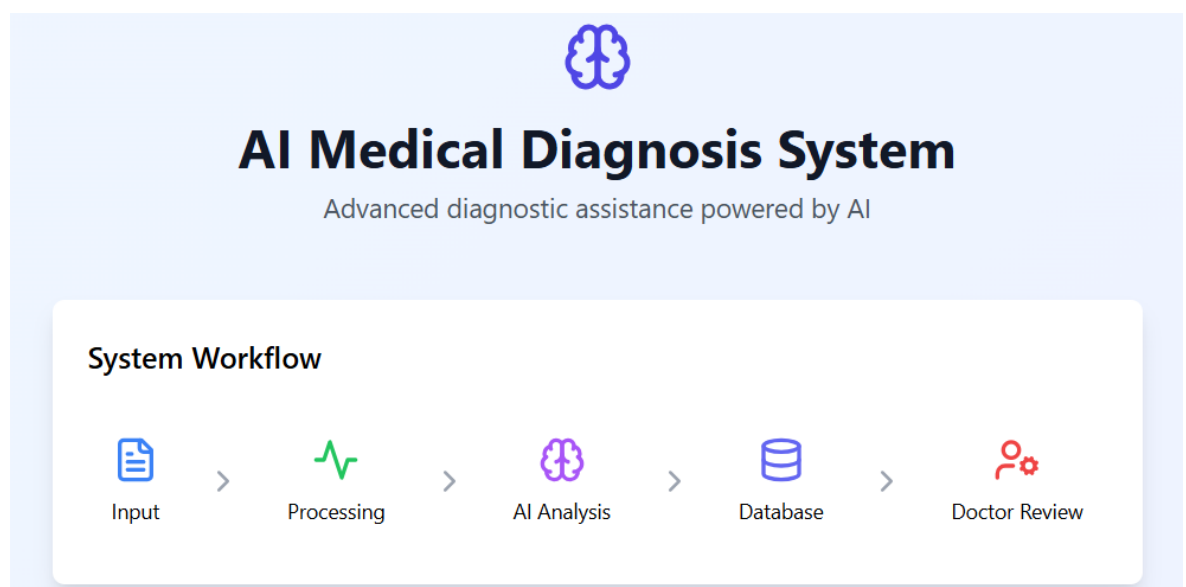 AI Medical Diagnosis System
Advanced diagnostic assistance powered by AI
System Workflow
Input
Processing
AI Analysis
Database
Doctor Review